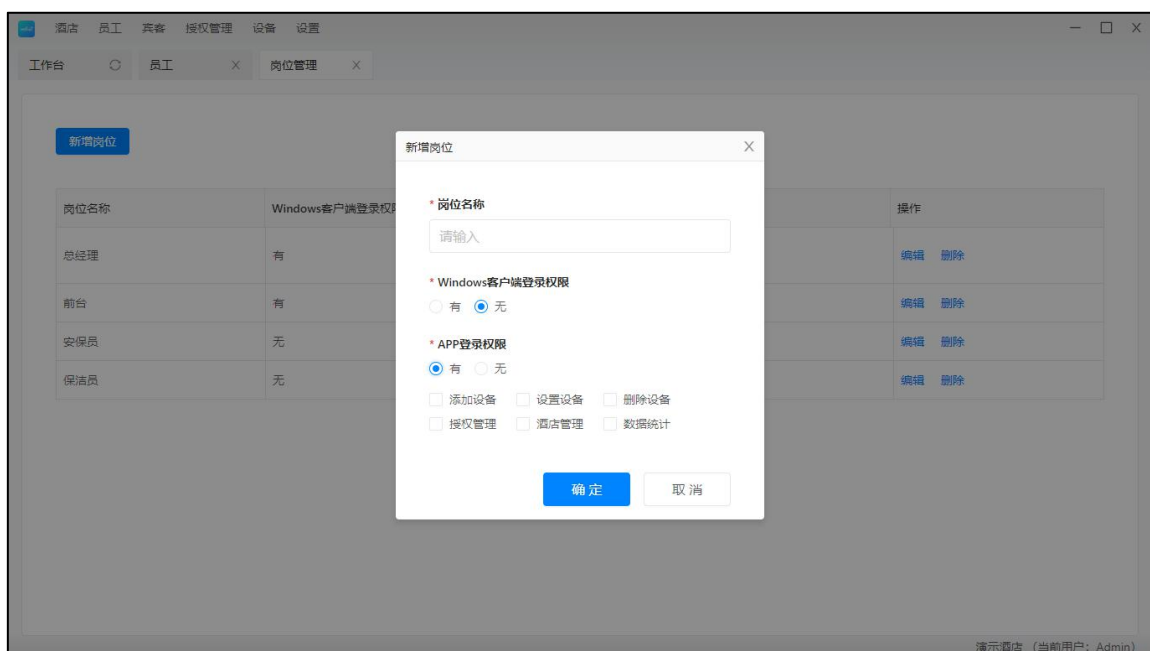 酒店 员工 宾客 授权管理 设备 设置
工作台 员工 岗位管理
新增岗位
新增岗位
岗位名称 Windows客户端登录权 操作
* 岗位名称
请输入
总经理 有 编辑 删除
* Windows客户端登录权限
有 无
前台 有 编辑 删除
安保员 无 编辑 删除
* APP登录权限
有 无
保洁员 无 编辑 删除
添加设备 设置设备 删除设备
授权管理 酒店管理 数据统计
确定 取消
演示酒店 (当前用户: Admin)